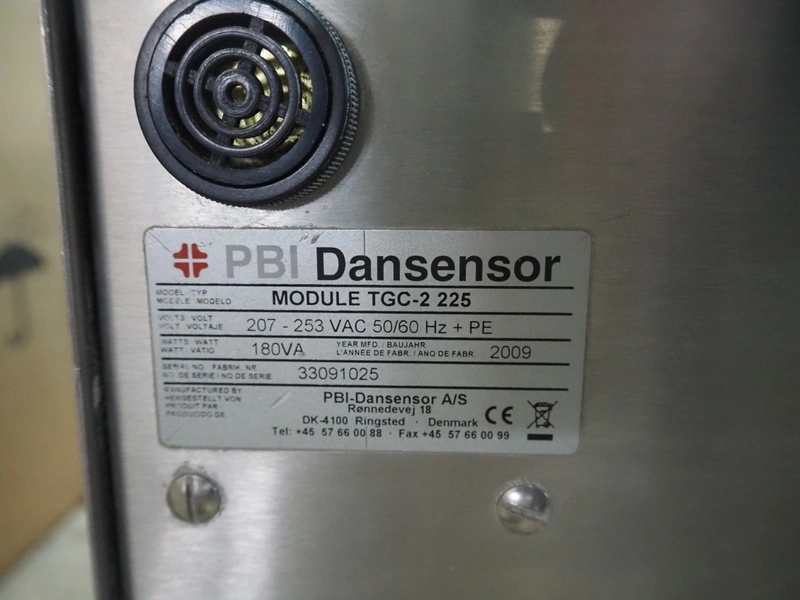 PBI Dansensor
MODEL TYP
MODÈLE MODELO
MODULE TGC-2 225
VOLTS VOLT
VOLT VOLTAJE
207 - 253 VAC 50/60 Hz + PE
WATTS / WATT
WATT VATIO
180VA
YEAR MFD. / BAUJAHR
L'ANNÉE DE FABR. / ANO DE FABR.
2009
SERIAL NO. FABRIK. NR
NO DE SERIE / NO DE SERIE
33091025
MANUFACTURED BY
HERGESTELLT VON
PRODUIT PAR
PRODUCIDO DE
PBI-Dansensor A/S
Rønnedevej 18
DK-4100 Ringsted · Denmark
Tel: +45 57 66 00 88 · Fax +45 57 66 00 99
CE